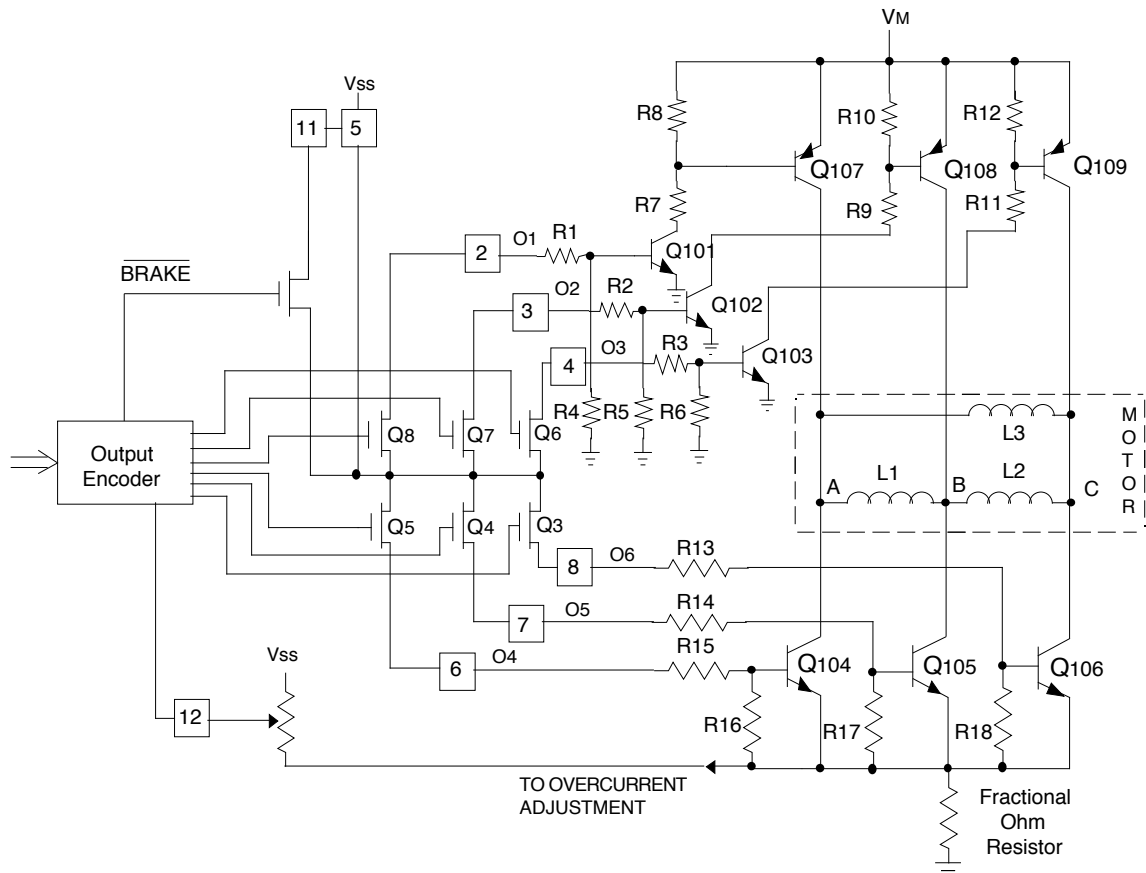 VM
Vss
R8
R10
R12
11
5
Q107
Q108
Q109
R7
R9
R11
2
O1
R1
Q101
BRAKE
3
O2
R2
Q102
4
O3
R3
Q103
R4
R5
R6
MOTOR
Q8
Q7
Q6
L3
Output
Encoder
A
L1
B
L2
C
Q5
Q4
Q3
8
O6
R13
7
O5
R14
6
O4
R15
Q104
Q105
Q106
Vss
12
R16
R17
R18
TO OVERCURRENT
ADJUSTMENT
Fractional
Ohm
Resistor